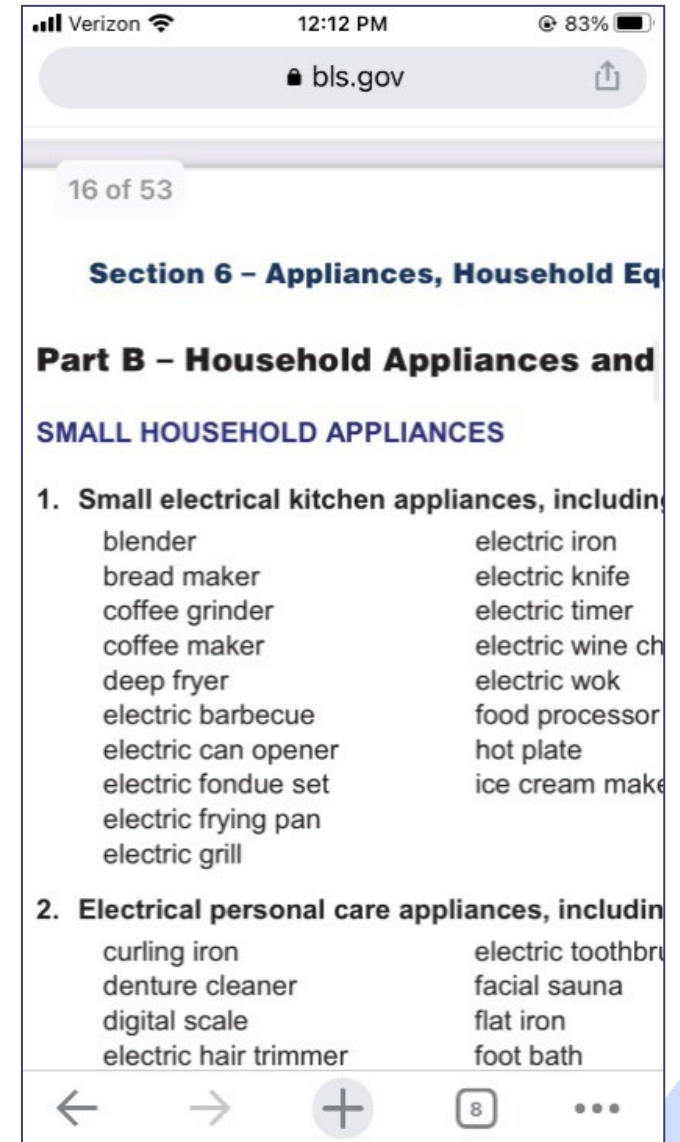 Verizon 12:12 PM 83%
bls.gov
16 of 53
Section 6 – Appliances, Household Eq
Part B – Household Appliances and
SMALL HOUSEHOLD APPLIANCES
1. Small electrical kitchen appliances, including
blender electric iron
bread maker electric knife
coffee grinder electric timer
coffee maker electric wine ch
deep fryer electric wok
electric barbecue food processor
electric can opener hot plate
electric fondue set ice cream make
electric frying pan
electric grill
2. Electrical personal care appliances, includin
curling iron electric toothbru
denture cleaner facial sauna
digital scale flat iron
electric hair trimmer foot bath
8